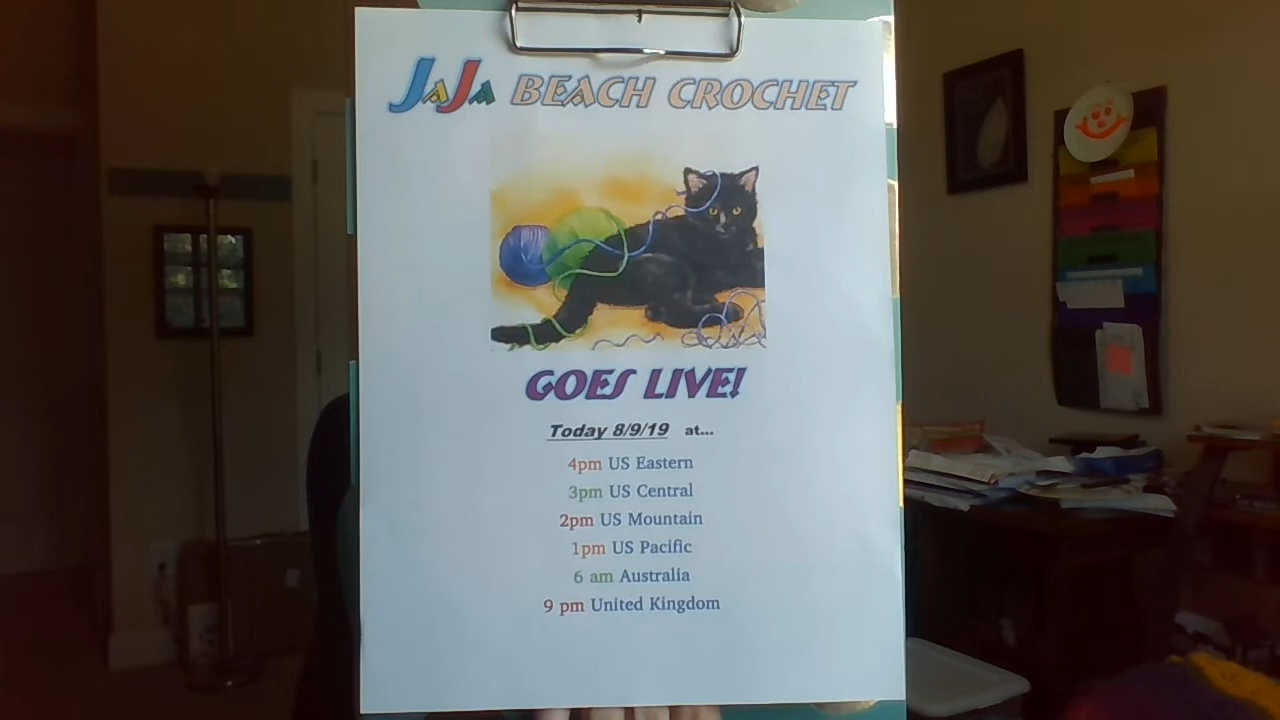 JaJa BEACH CROCHET
GOES LIVE!
Today 8/9/19 at...
4pm US Eastern
3pm US Central
2pm US Mountain
1pm US Pacific
6 am Australia
9 pm United Kingdom